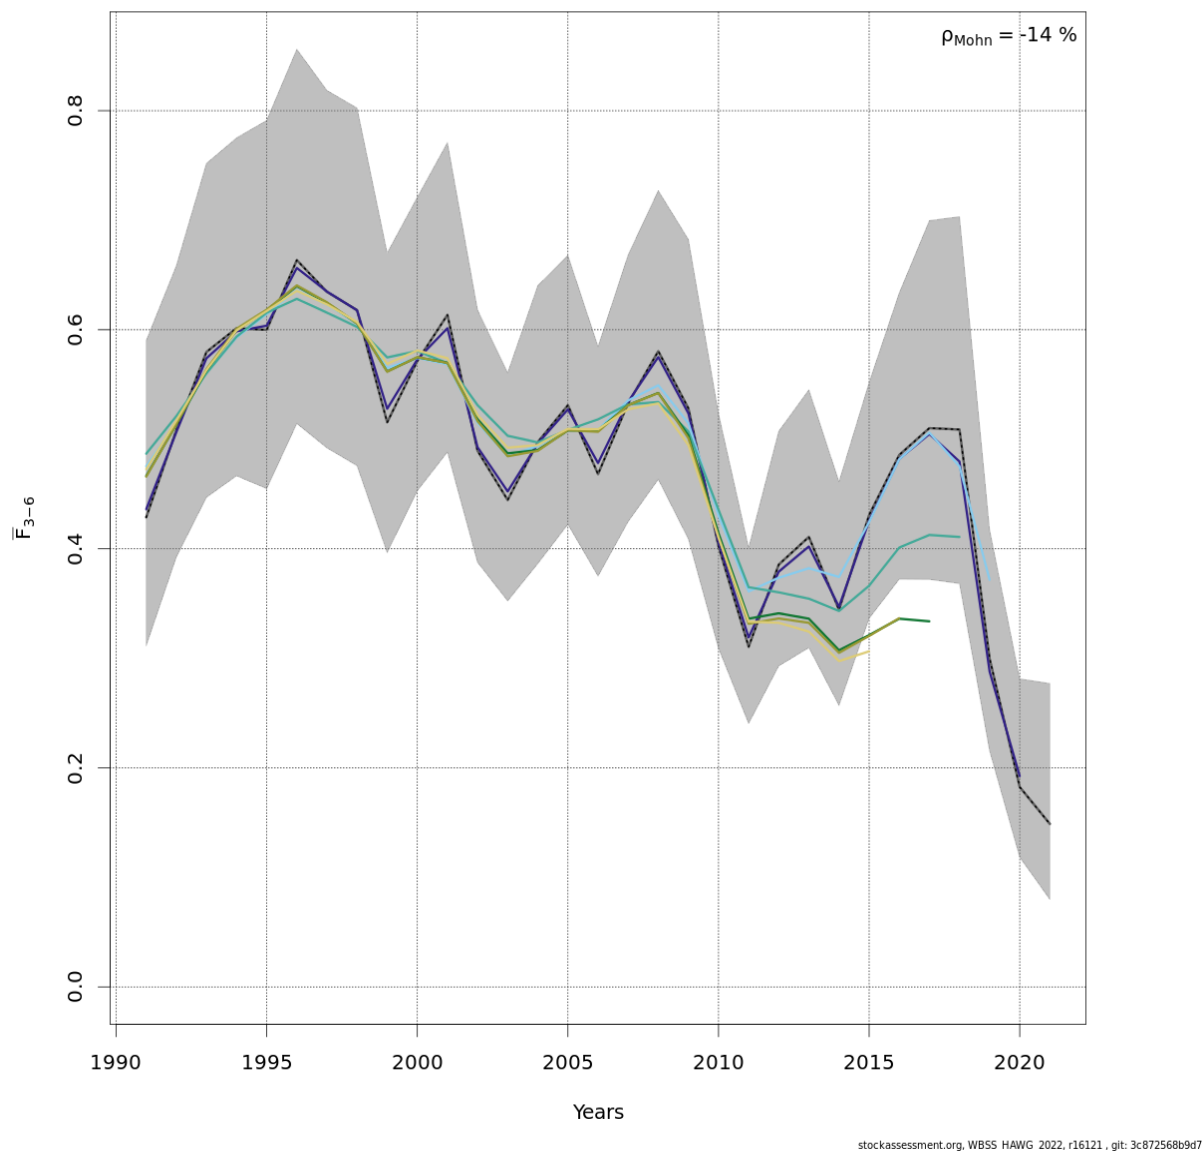 ρMohn = -14 %
0.8
0.6
0.4
0.2
0.0
F̅3−6
1990 1995 2000 2005 2010 2015 2020
Years
stockassessment.org, WBSS_HAWG_2022, r16121 , git: 3c872568b9d7